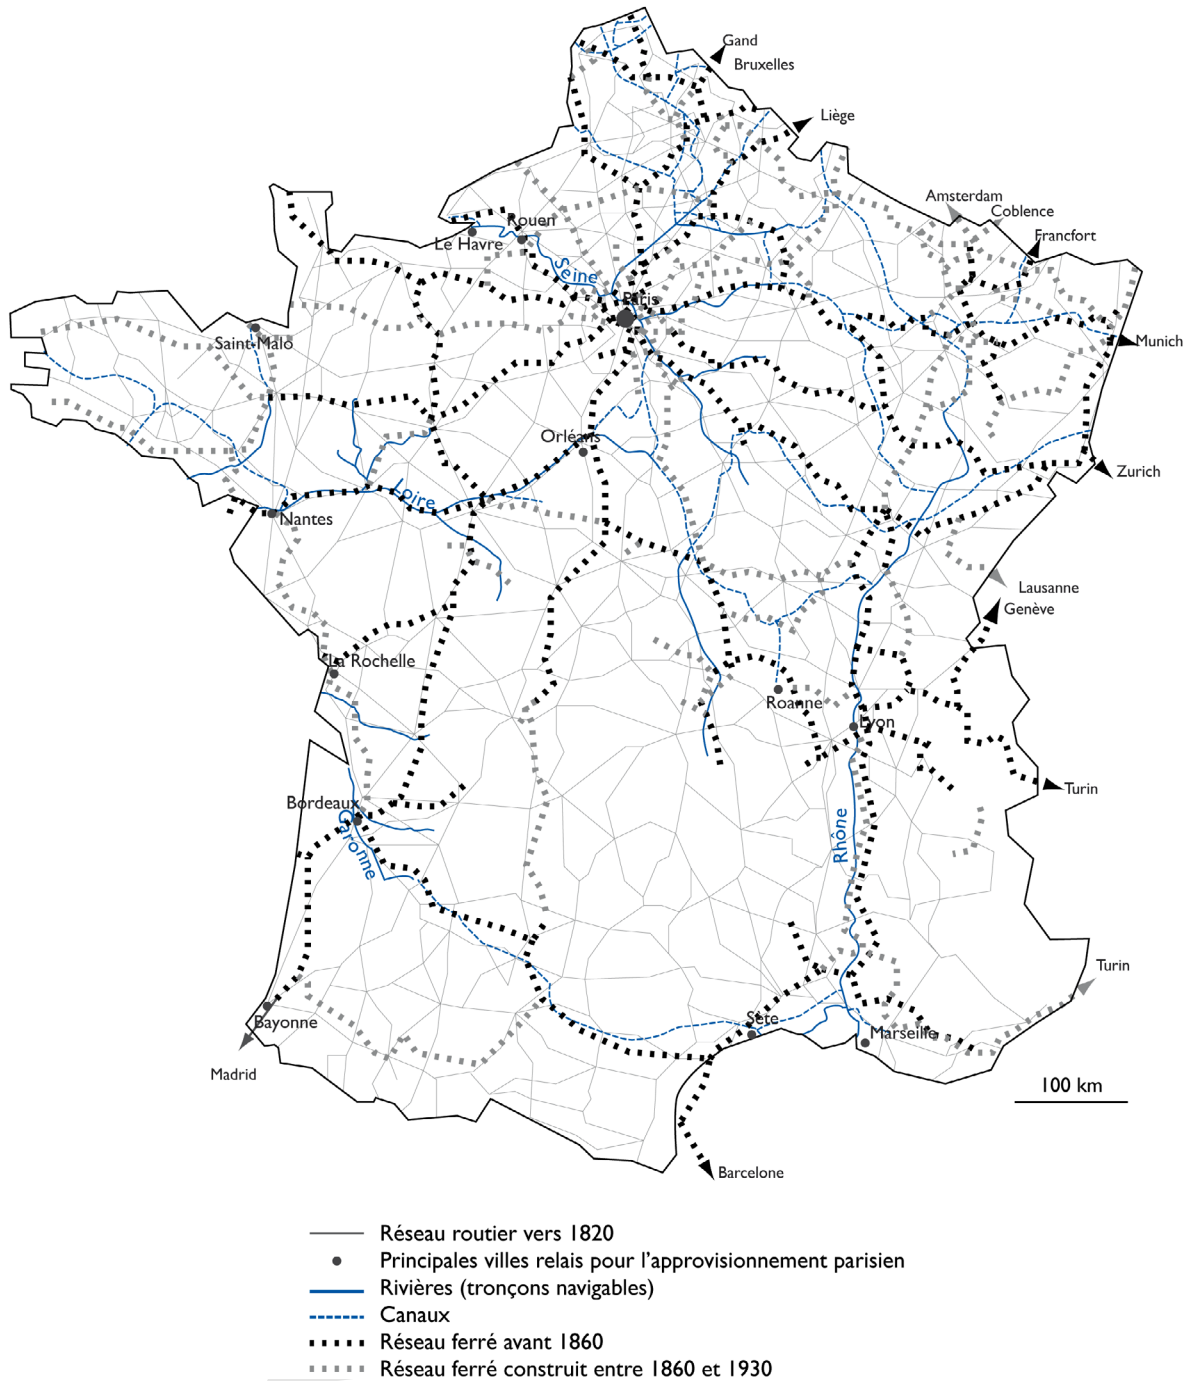 Gand
Bruxelles
Liège
Amsterdam
Coblence
Rouen
Le Havre
Francfort
Seine
Paris
Saint-Malo
Munich
Orléans
Zurich
Loire
Nantes
Lausanne
Genève
La Rochelle
Roanne
Lyon
Turin
Bordeaux
Garonne
Rhône
Turin
Bayonne
Sète
Marseille
Madrid
100 km
Barcelone
Réseau routier vers 1820
Principales villes relais pour l'approvisionnement parisien
Rivières (tronçons navigables)
Canaux
Réseau ferré avant 1860
Réseau ferré construit entre 1860 et 1930